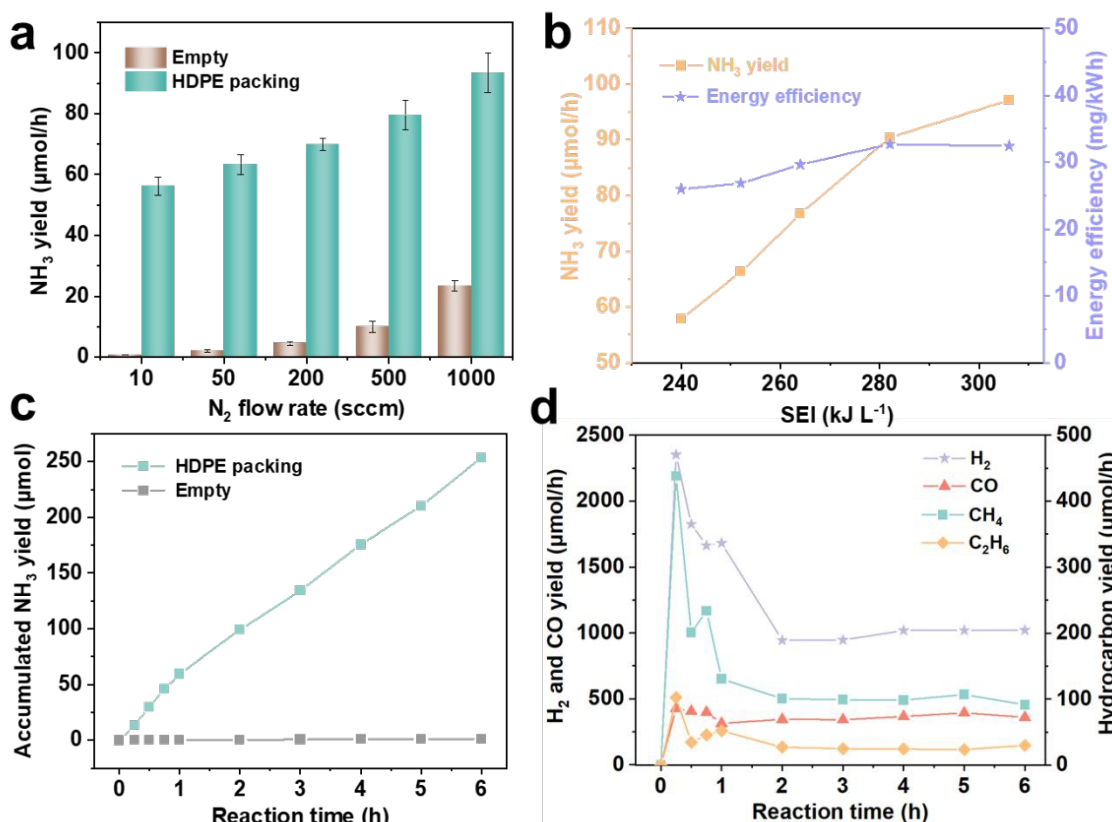 a
Empty
HDPE packing
NH₃ yield (μmol/h)
100
80
60
40
20
0
10 50 200 500 1000
N₂ flow rate (sccm)
b
NH₃ yield
Energy efficiency
NH₃ yield (μmol/h)
110
100
90
80
70
60
50
Energy efficiency (mg/kWh)
50
40
30
20
10
0
240 260 280 300
SEI (kJ L⁻¹)
c
HDPE packing
Empty
Accumulated NH₃ yield (μmol)
250
200
150
100
50
0
0 1 2 3 4 5 6
Reaction time (h)
d
H₂
CO
CH₄
C₂H₆
H₂ and CO yield (μmol/h)
2500
2000
1500
1000
500
0
Hydrocarbon yield (μmol/h)
500
400
300
200
100
0
0 1 2 3 4 5 6
Reaction time (h)